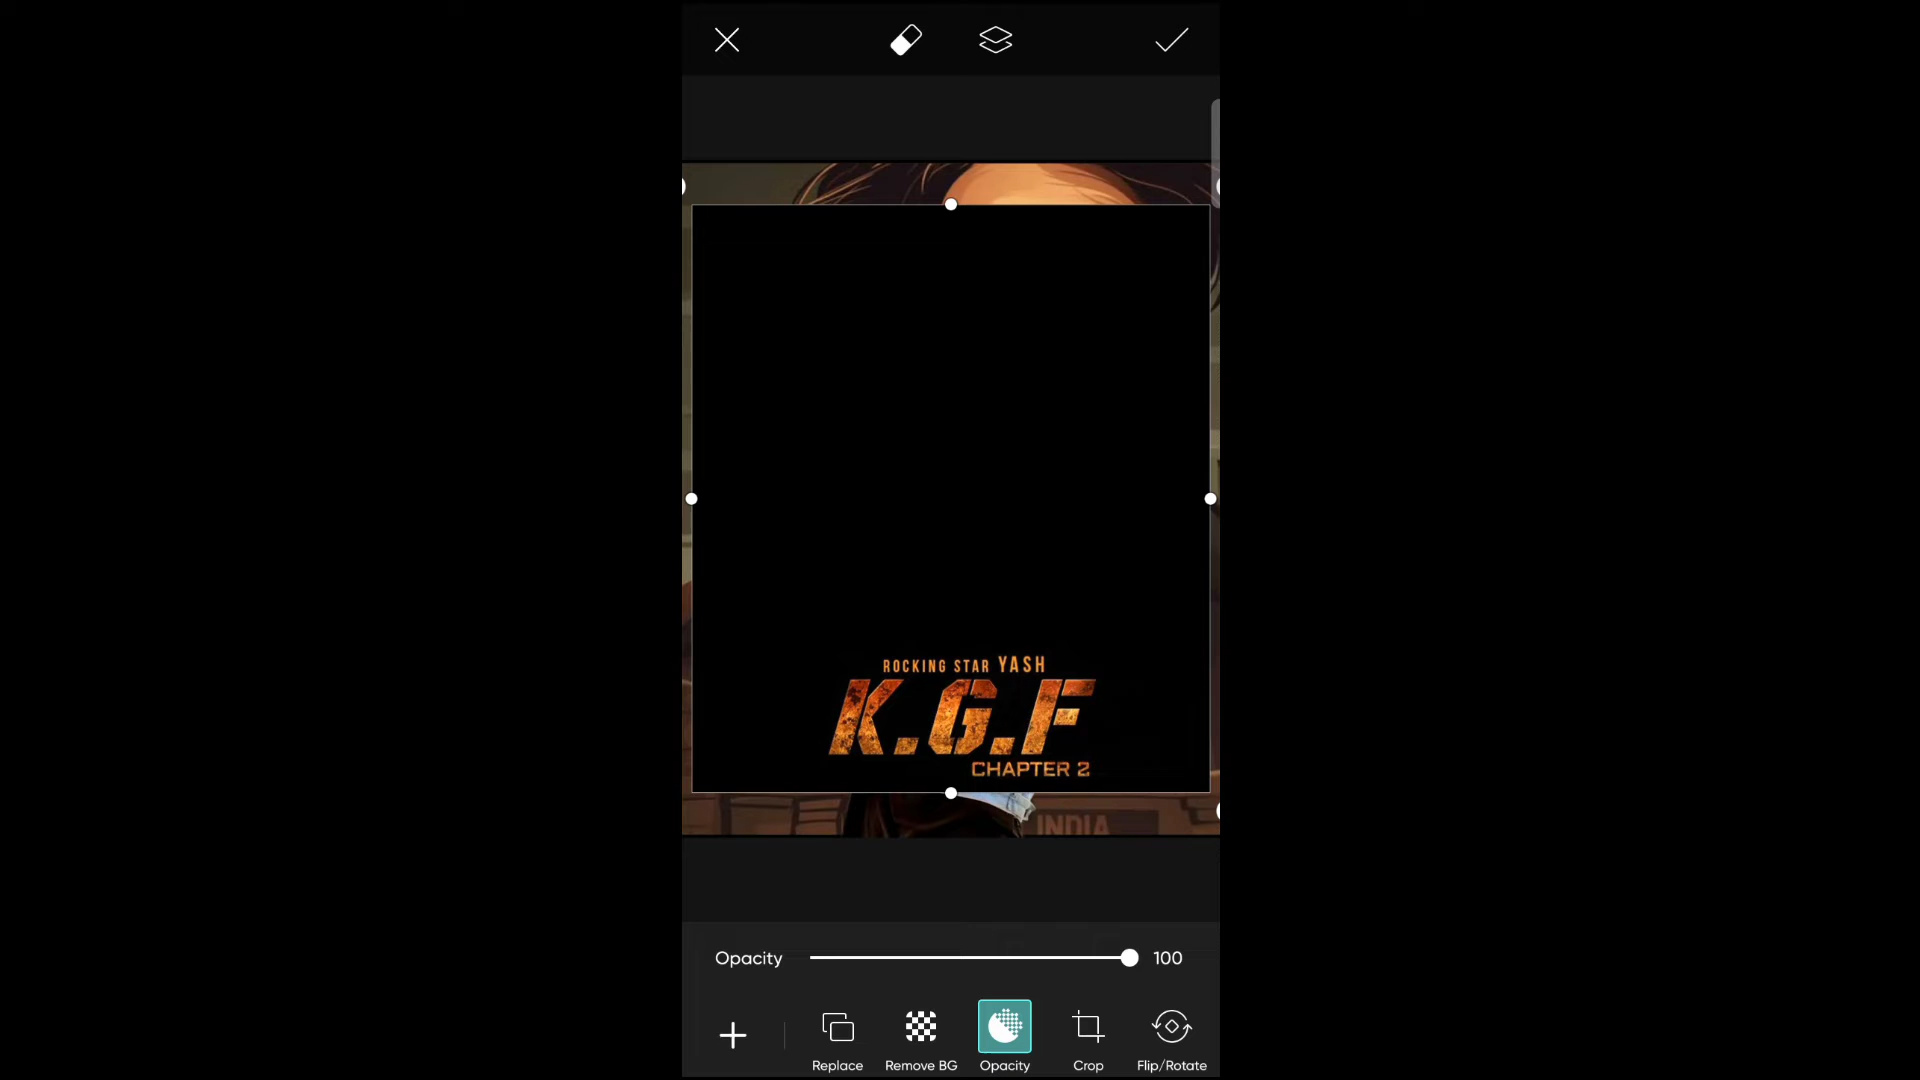 ROCKING STAR YASH
K.G.F
CHAPTER 2
INDIA
Opacity 100
Replace Remove BG Opacity Crop Flip/Rotate